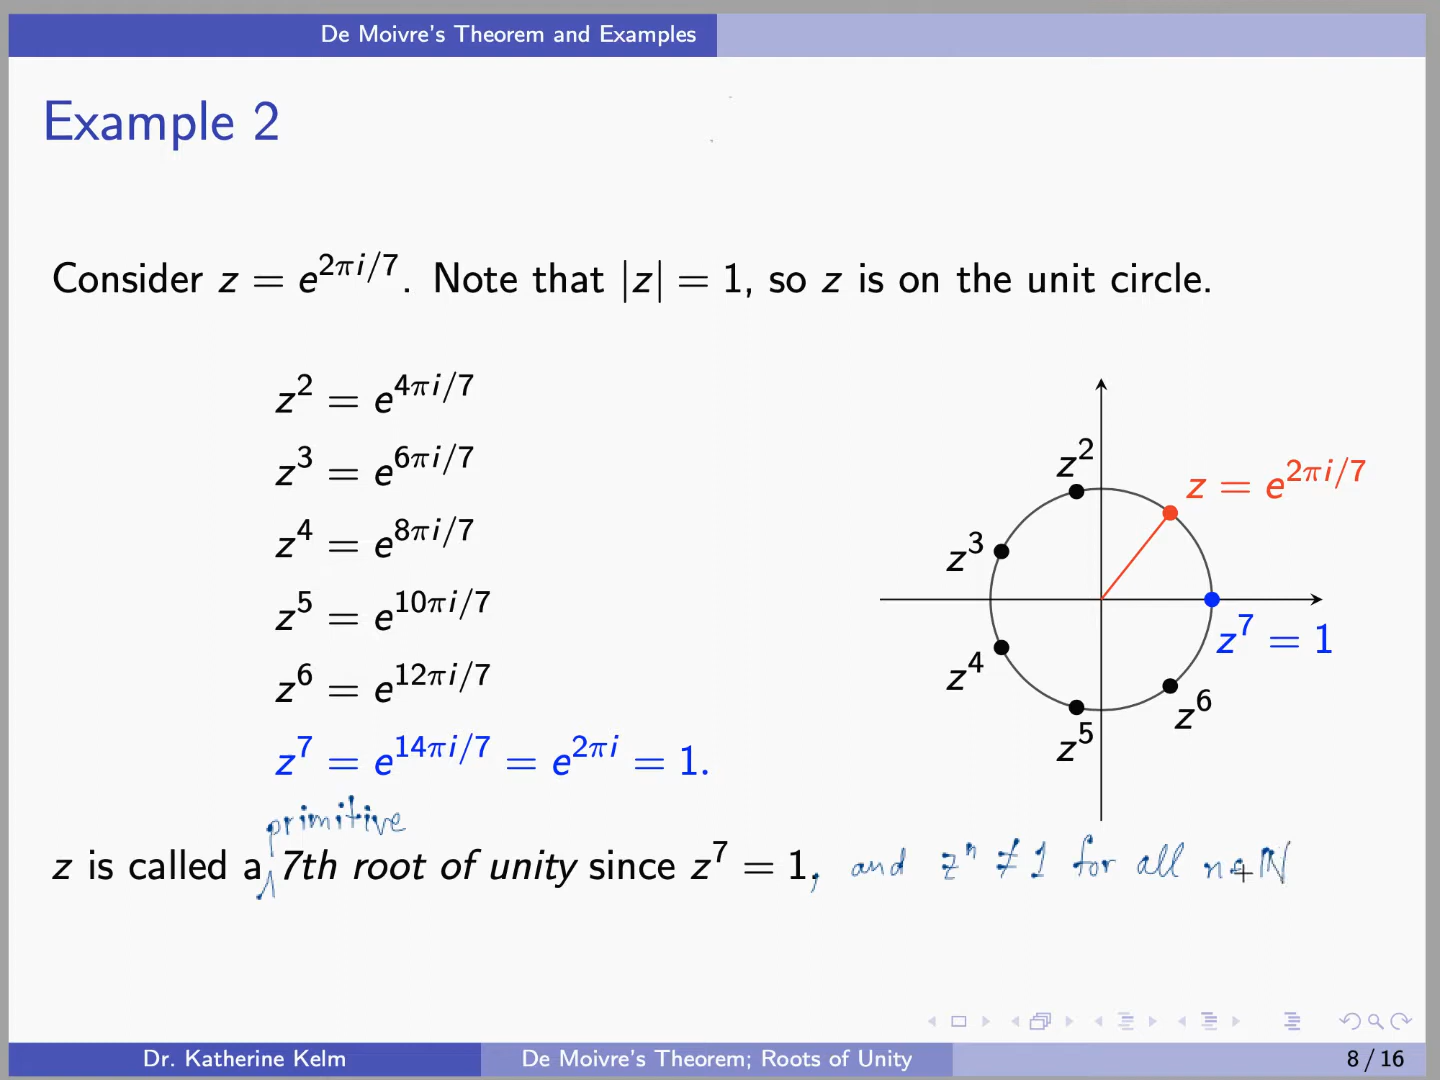 De Moivre's Theorem and Examples
Example 2
Consider z = e^{2πi/7}. Note that |z| = 1, so z is on the unit circle.
z^2 = e^{4πi/7}
z^3 = e^{6πi/7}
z^4 = e^{8πi/7}
z^5 = e^{10πi/7}
z^6 = e^{12πi/7}
z^7 = e^{14πi/7} = e^{2πi} = 1.
z^2
z = e^{2πi/7}
z^3
z^7 = 1
z^4
z^6
z^5
primitive
z is called a 7th root of unity since z^7 = 1, and z^n ≠ 1 for all n ∈ ℕ
Dr. Katherine Kelm
De Moivre's Theorem; Roots of Unity
8 / 16